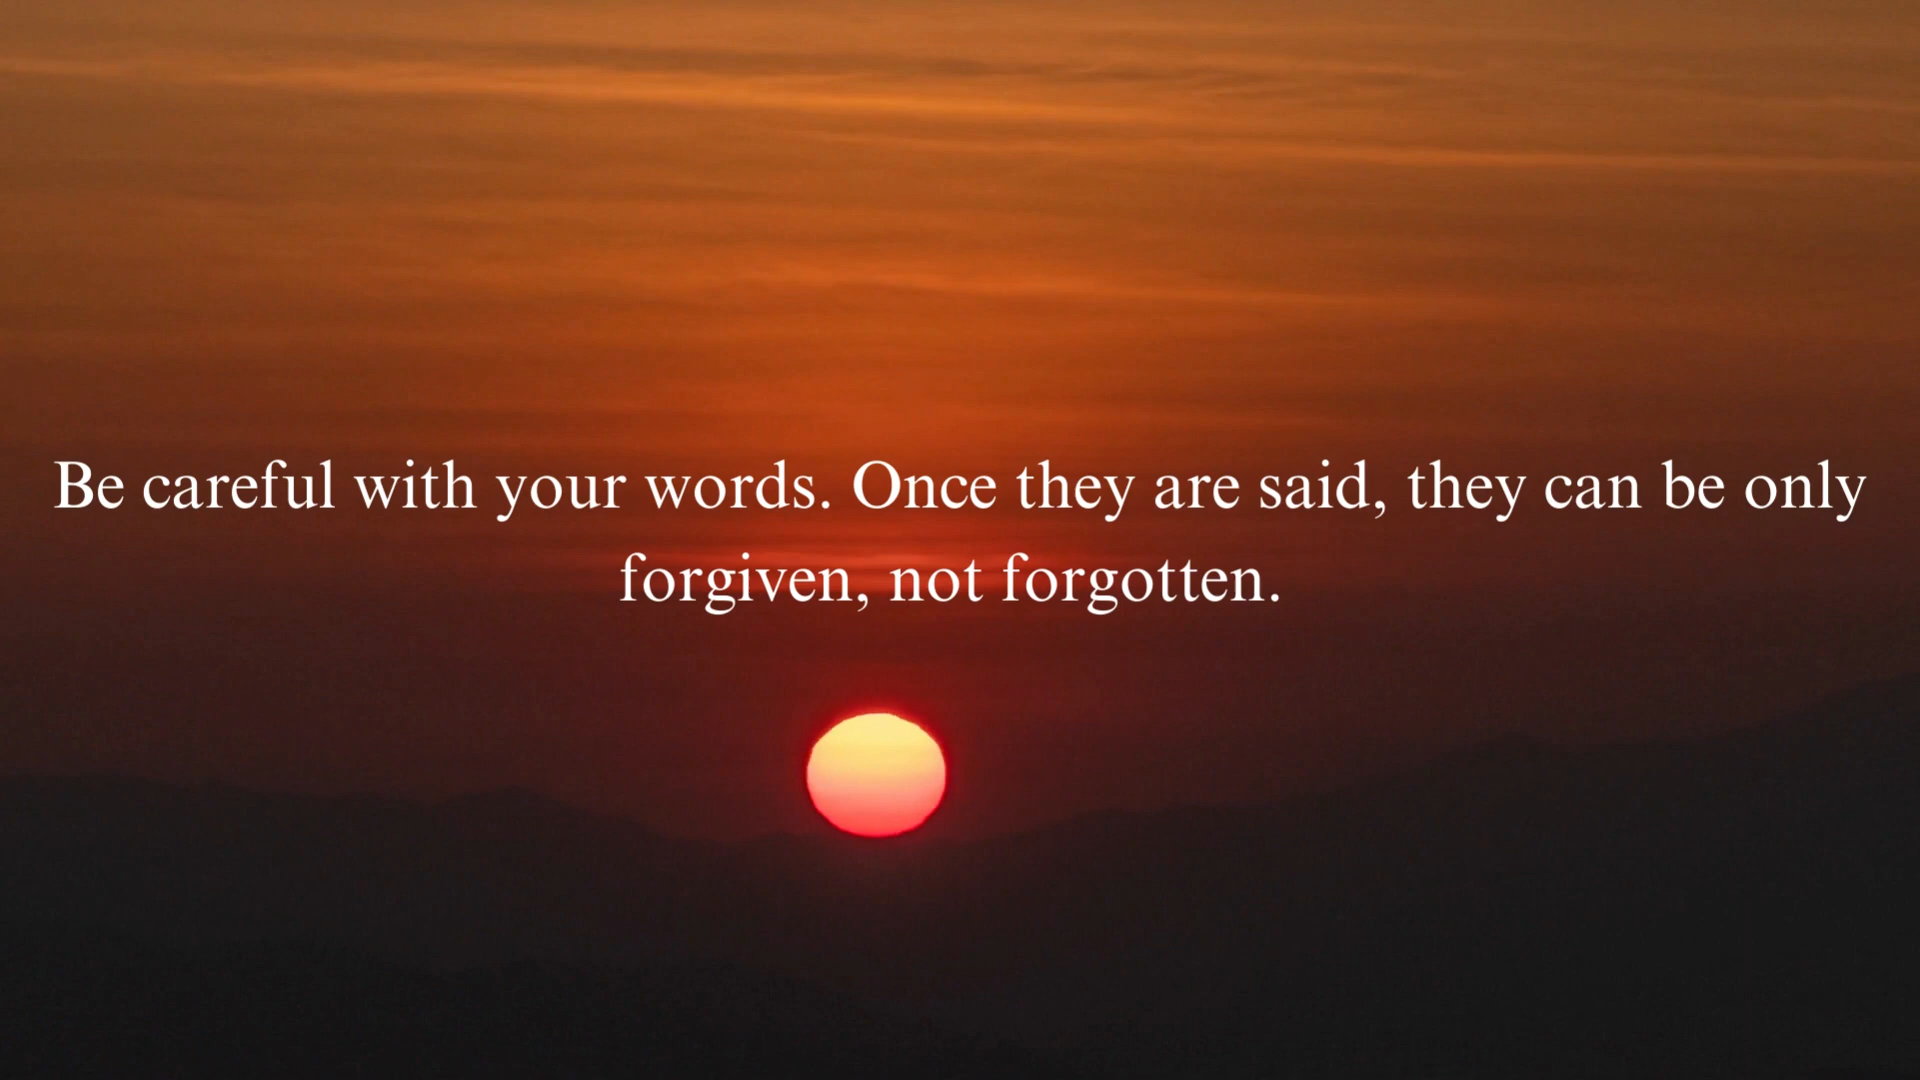 Be careful with your words. Once they are said, they can be only
forgiven, not forgotten.